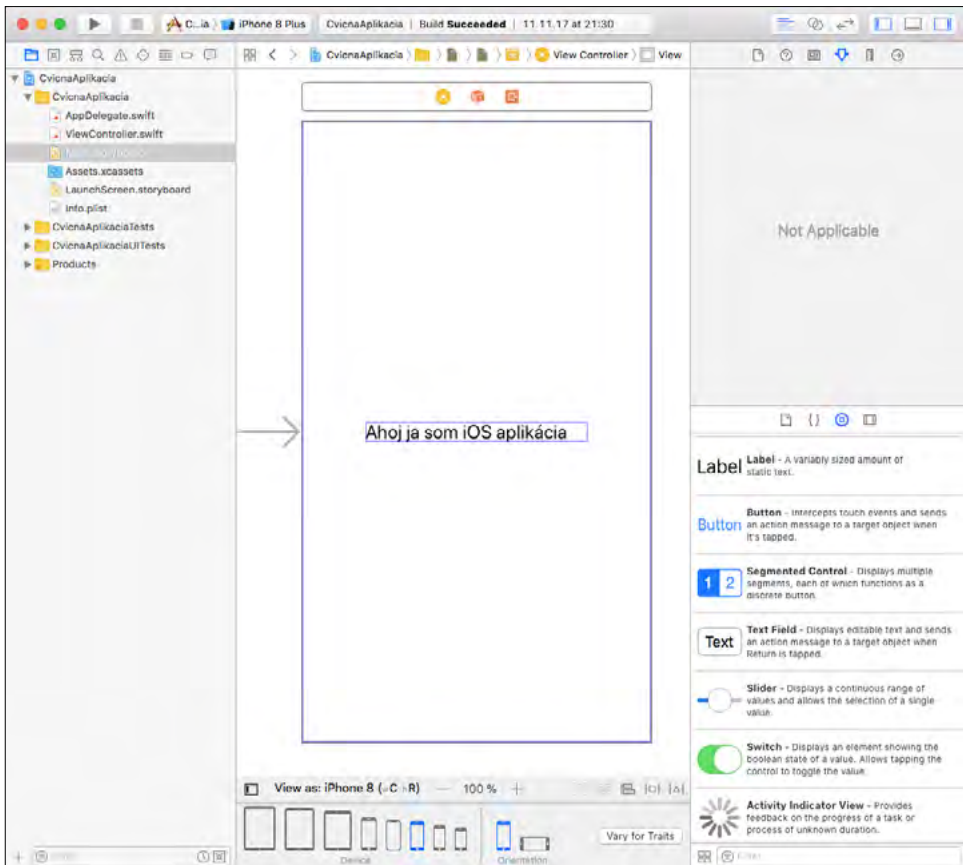 C...ia
iPhone 8 Plus
CvicnaAplikacia | Build Succeeded | 11.11.17 at 21:30
CvicnaAplikacia
View Controller
View
CvicnaAplikacia
CvicnaAplikacia
AppDelegate.swift
ViewController.swift
Assets.xcassets
LaunchScreen.storyboard
Info.plist
CvicnaAplikaciaTests
CvicnaAplikaciaUITests
Products
Ahoj ja som iOS aplikácia
View as: iPhone 8 (wC hR)
100 %
Device
Orientation
Vary for Traits
Not Applicable
Label
Label - A variably sized amount of
static text.
Button
Button - Intercepts touch events and sends
an action message to a target object when
it's tapped.
1 2
Segmented Control - Displays multiple
segments, each of which functions as a
discrete button.
Text
Text Field - Displays editable text and sends
an action message to a target object when
Return is tapped.
Slider - Displays a continuous range of
values and allows the selection of a single
value.
Switch - Displays an element showing the
boolean state of a value. Allows tapping the
control to toggle the value.
Activity Indicator View - Provides
feedback on the progress of a task or
process of unknown duration.